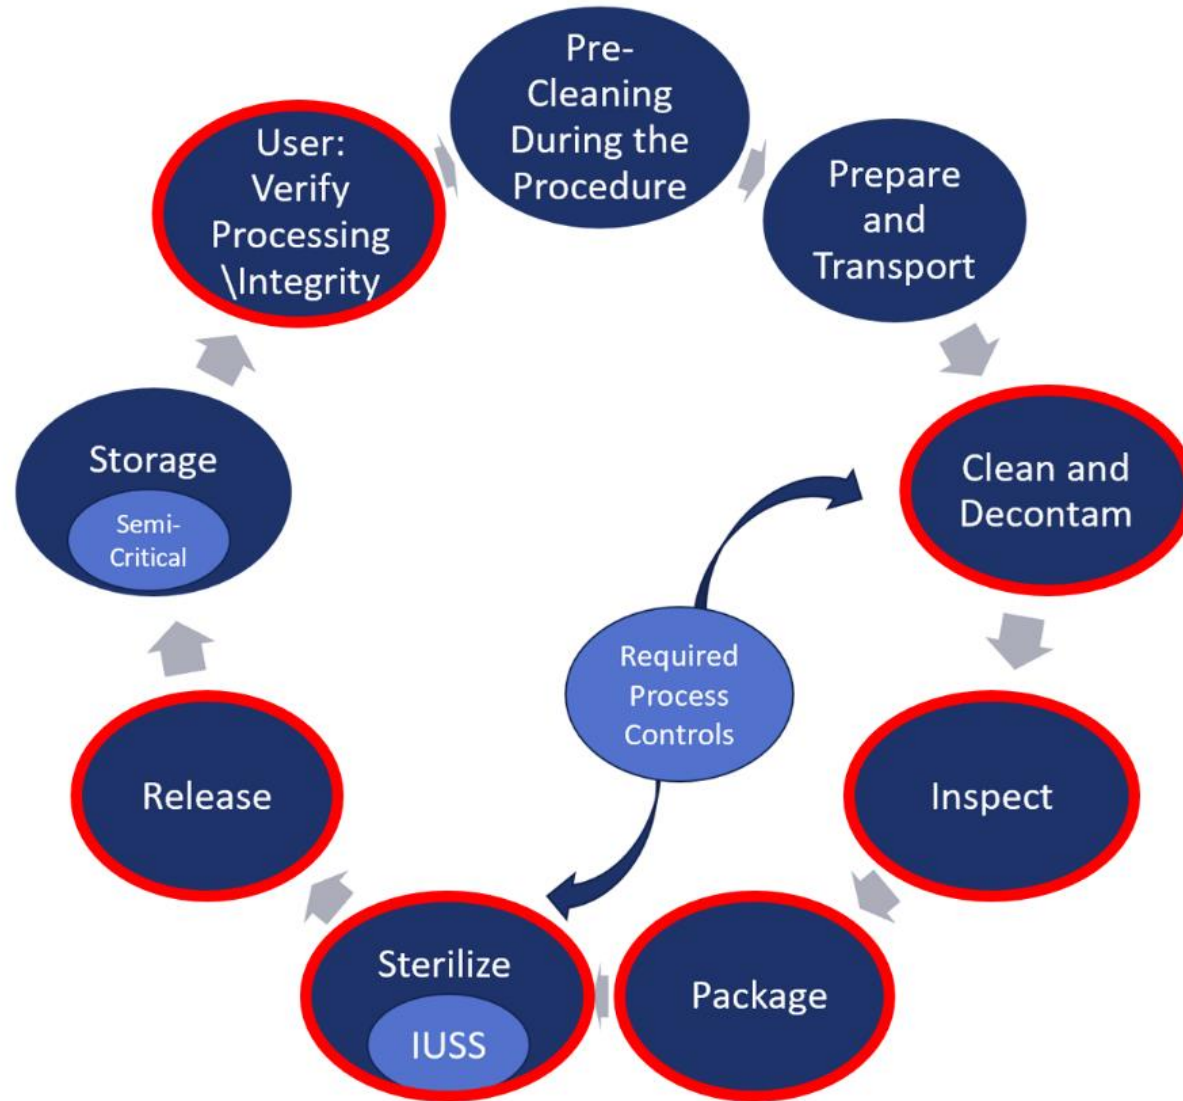 Pre-
Cleaning
During the
Procedure
Prepare
and
Transport
Clean and
Decontam
Inspect
Package
Sterilize
IUSS
Release
Storage
Semi-
Critical
User:
Verify
Processing
\Integrity
Required
Process
Controls